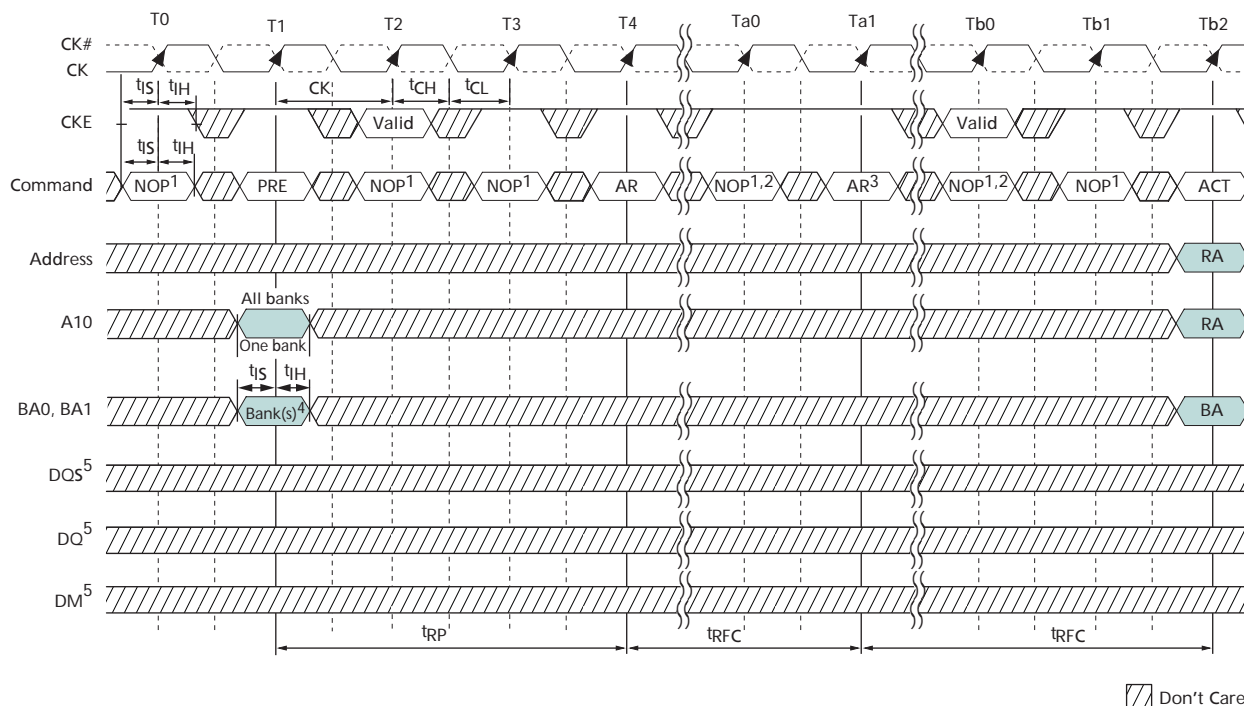 T0 T1 T2 T3 T4 Ta0 Ta1 Tb0 Tb1 Tb2
CK#
CK
tIS tIH CK tCH tCL
CKE Valid Valid
tIS tIH
Command NOP1 PRE NOP1 NOP1 AR NOP1,2 AR3 NOP1,2 NOP1 ACT
Address RA
All banks
A10 RA
One bank
tIS tIH
BA0, BA1 Bank(s)4 BA
DQS5
DQ5
DM5
tRP tRFC tRFC
Don't Care